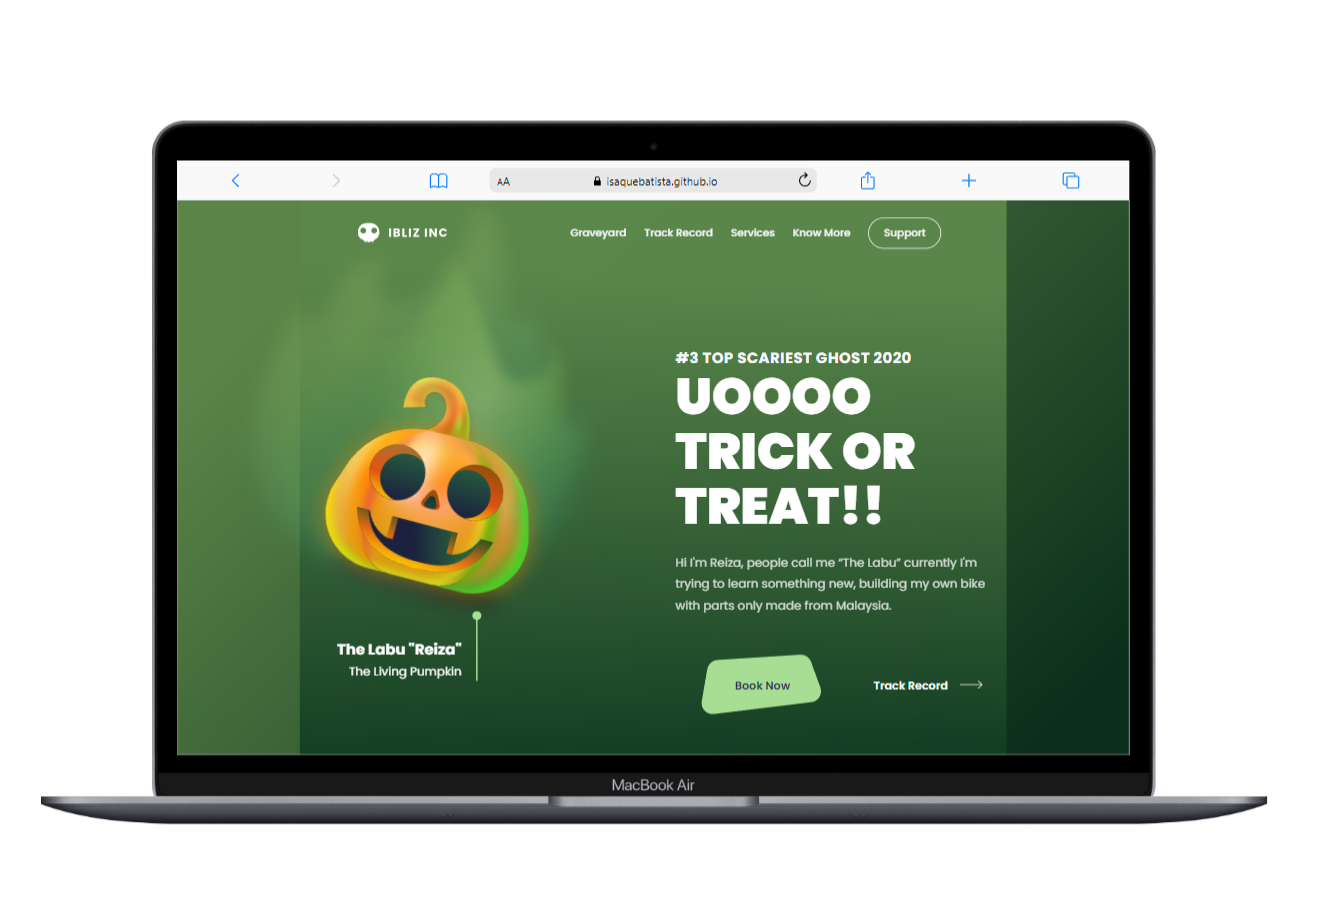 AA
isaquebatista.github.io
IBLIZ INC
Graveyard
Track Record
Services
Know More
Support
#3 TOP SCARIEST GHOST 2020
UOOOO
TRICK OR
TREAT!!
Hi I'm Reiza, people call me “The Labu” currently I'm
trying to learn something new, building my own bike
with parts only made from Malaysia.
The Labu "Reiza"
The Living Pumpkin
Book Now
Track Record
MacBook Air